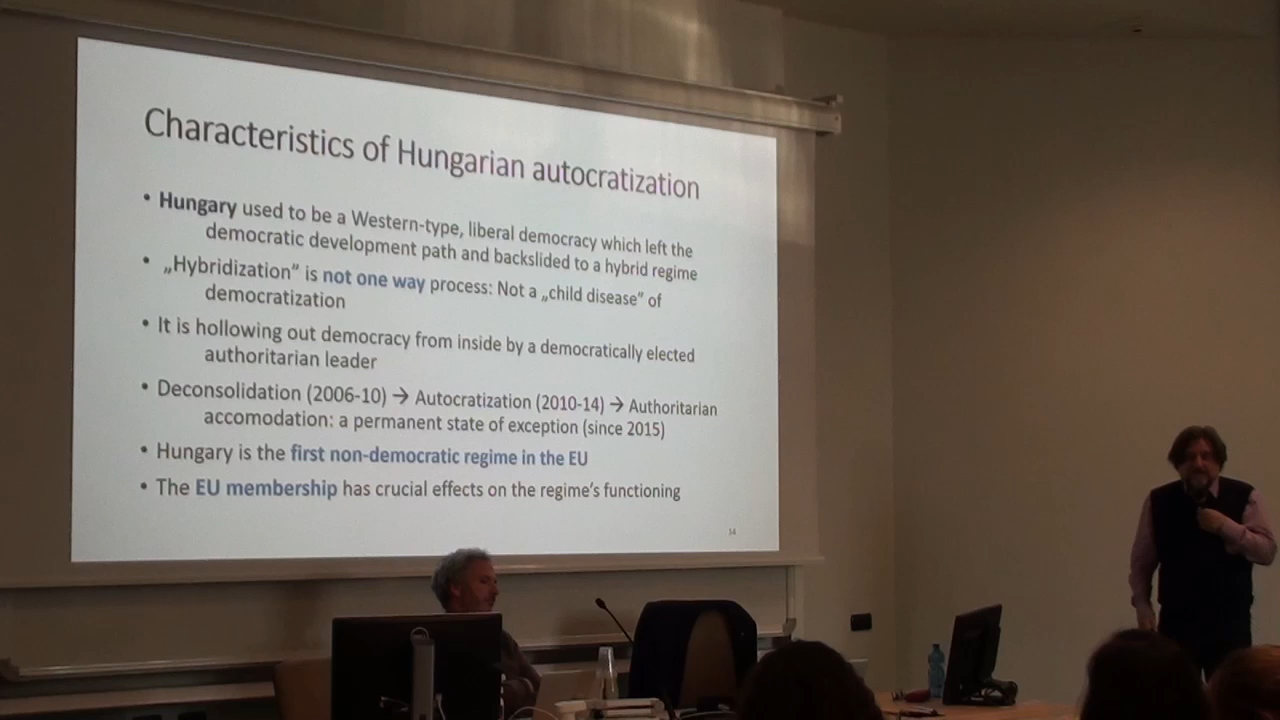 Characteristics of Hungarian autocratization
• Hungary used to be a Western-type, liberal democracy which left the
democratic development path and backslided to a hybrid regime
• „Hybridization” is not one way process: Not a „child disease” of
democratization
• It is hollowing out democracy from inside by a democratically elected
authoritarian leader
• Deconsolidation (2006-10) → Autocratization (2010-14) → Authoritarian
accomodation: a permanent state of exception (since 2015)
• Hungary is the first non-democratic regime in the EU
• The EU membership has crucial effects on the regime’s functioning